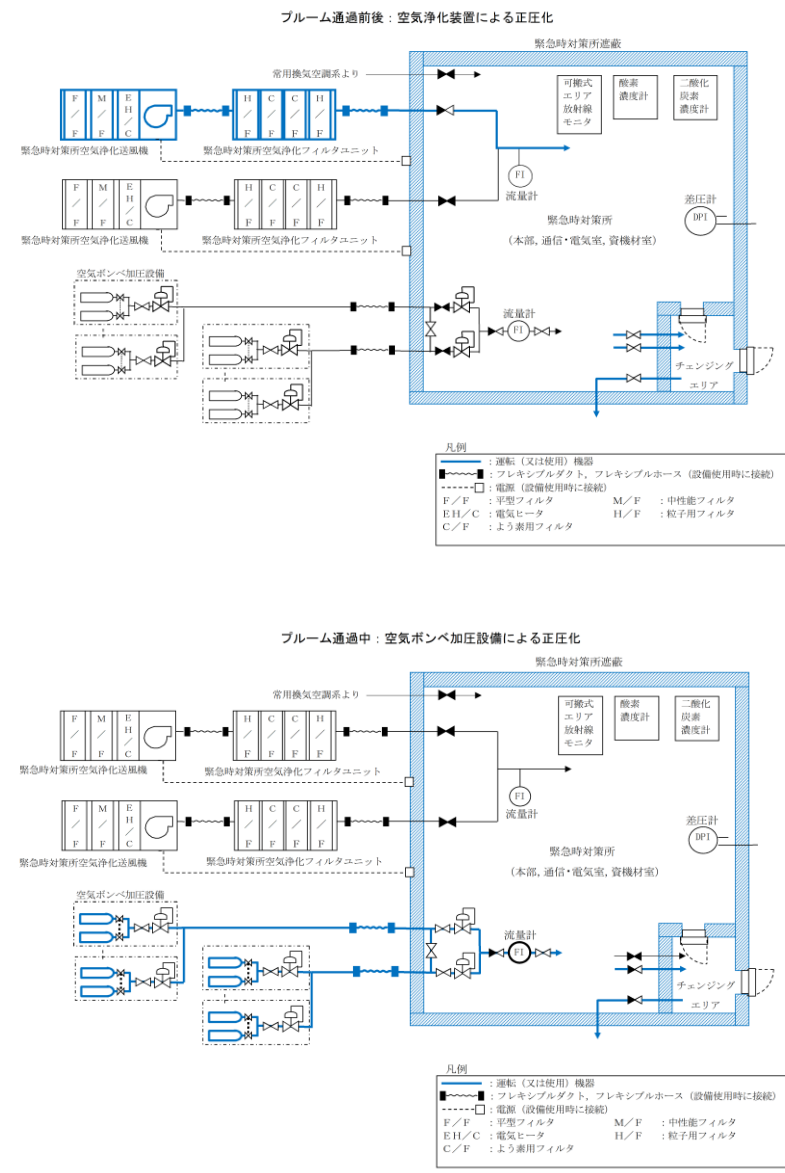 プルーム通過前後：空気浄化装置による正圧化
緊急時対策所遮蔽
常用換気空調系より
可搬式
エリア
放射線
モニタ
酸素
濃度計
二酸化
炭素
濃度計
F／F
M／F
EH／C
H／F
C／F
C／F
H／F
緊急時対策所空気浄化送風機
緊急時対策所空気浄化フィルタユニット
FI
流量計
F／F
M／F
EH／C
H／F
C／F
C／F
H／F
緊急時対策所空気浄化送風機
緊急時対策所空気浄化フィルタユニット
差圧計
DPI
緊急時対策所
（本部, 通信・電気室, 資機材室）
空気ボンベ加圧設備
流量計
FI
チェンジング
エリア
凡例
：運転（又は使用）機器
：フレキシブルダクト，フレキシブルホース（設備使用時に接続）
：電源（設備使用時に接続）
F／F ：平型フィルタ M／F ：中性能フィルタ
EH／C ：電気ヒータ H／F ：粒子用フィルタ
C／F ：よう素用フィルタ
プルーム通過中：空気ボンベ加圧設備による正圧化
緊急時対策所遮蔽
常用換気空調系より
可搬式
エリア
放射線
モニタ
酸素
濃度計
二酸化
炭素
濃度計
F／F
M／F
EH／C
H／F
C／F
C／F
H／F
緊急時対策所空気浄化送風機
緊急時対策所空気浄化フィルタユニット
FI
流量計
F／F
M／F
EH／C
H／F
C／F
C／F
H／F
緊急時対策所空気浄化送風機
緊急時対策所空気浄化フィルタユニット
差圧計
DPI
緊急時対策所
（本部, 通信・電気室, 資機材室）
空気ボンベ加圧設備
流量計
FI
チェンジング
エリア
凡例
：運転（又は使用）機器
：フレキシブルダクト，フレキシブルホース（設備使用時に接続）
：電源（設備使用時に接続）
F／F ：平型フィルタ M／F ：中性能フィルタ
EH／C ：電気ヒータ H／F ：粒子用フィルタ
C／F ：よう素用フィルタ